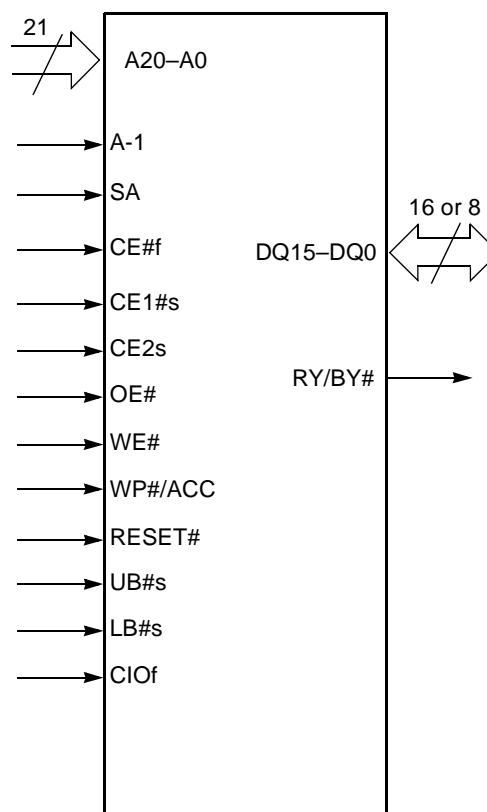 21
A20–A0
A-1
SA
16 or 8
CE#f
DQ15–DQ0
CE1#s
CE2s
RY/BY#
OE#
WE#
WP#/ACC
RESET#
UB#s
LB#s
CIOf